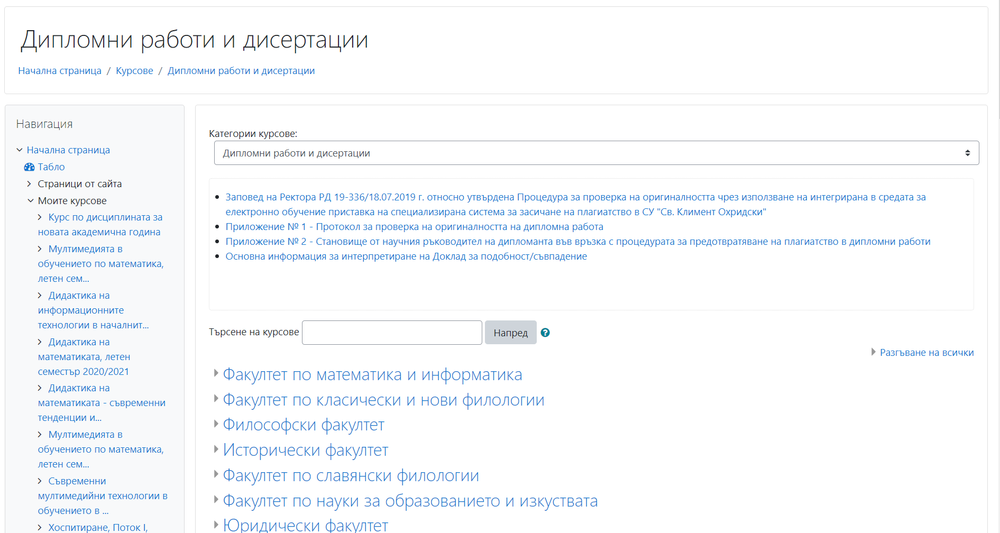 Дипломни работи и дисертации
Начална страница / Курсове / Дипломни работи и дисертации
Навигация
Начална страница
Табло
Страници от сайта
Моите курсове
Курс по дисциплината за
новата академична година
Мултимедията в
обучението по математика,
летен сем...
Дидактика на
информационните
технологии в началнит...
Дидактика на
математиката, летен
семестър 2020/2021
Дидактика на
математиката - съвременни
тенденции и...
Мултимедията в
обучението по математика,
летен сем...
Съвременни
мултимедийни технологии в
обучението в ...
Хоспитиране, Поток I,
Категории курсове:
Дипломни работи и дисертации
Заповед на Ректора РД 19-336/18.07.2019 г. относно утвърдена Процедура за проверка на оригиналността чрез използване на интегрирана в средата за
електронно обучение приставка на специализирана система за засичане на плагиатство в СУ "Св. Климент Охридски"
Приложение № 1 - Протокол за проверка на оригиналността на дипломна работа
Приложение № 2 - Становище от научния ръководител на дипломанта във връзка с процедурата за предотвратяване на плагиатство в дипломни работи
Основна информация за интерпретиране на Доклад за подобност/съвпадение
Търсене на курсове Напред
Разгъване на всички
Факултет по математика и информатика
Факултет по класически и нови филологии
Философски факултет
Исторически факултет
Факултет по славянски филологии
Факултет по науки за образованието и изкуствата
Юридически факултет